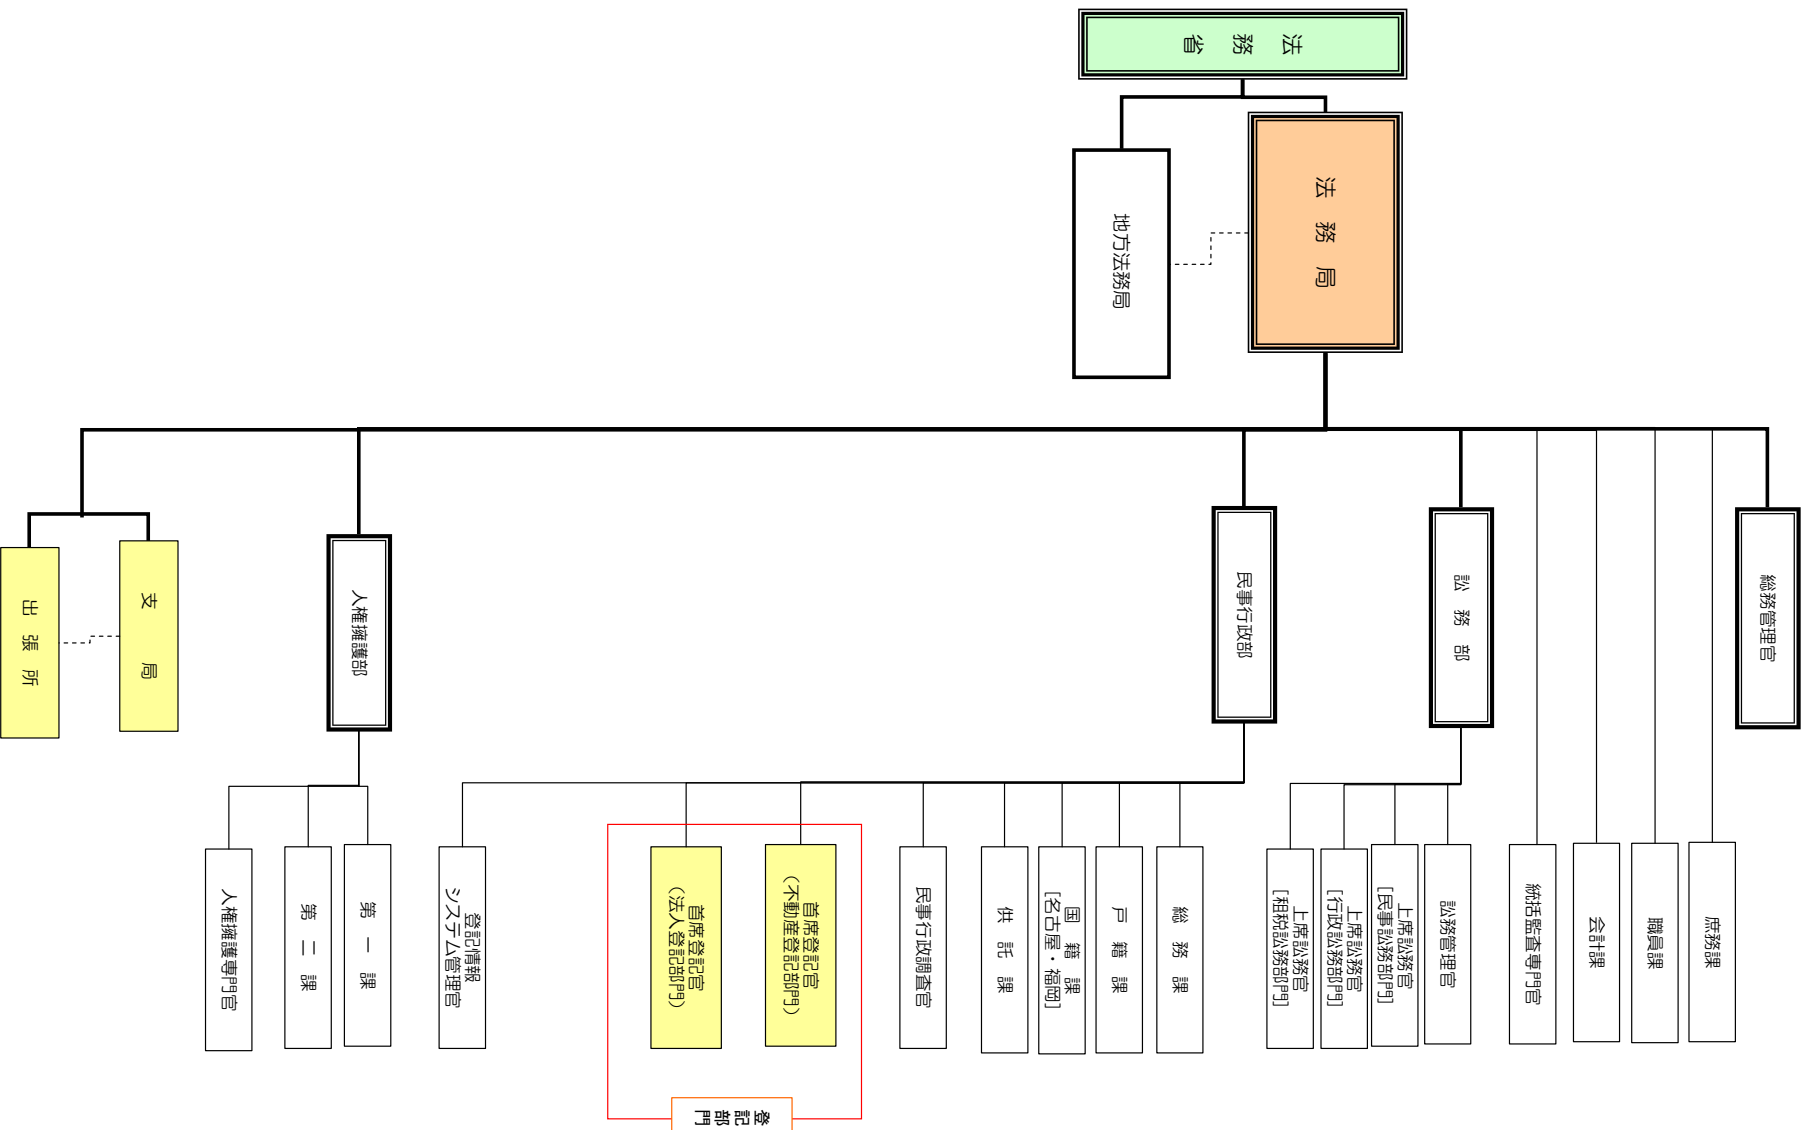 法務省
法務局
地方法務局
総務管理官
庶務課
職員課
会計課
統括監査専門官
訟務部
訟務管理官
上席訟務官
[民事訟務部門]
上席訟務官
[行政訟務部門]
上席訟務官
[租税訟務部門]
民事行政部
総務課
戸籍課
国籍課
[名古屋・福岡]
供託課
民事行政調査官
首席登記官
（不動産登記部門）
首席登記官
（法人登記部門）
登記部門
登記情報
システム管理官
人権擁護部
第一課
第二課
人権擁護専門官
支局
出張所